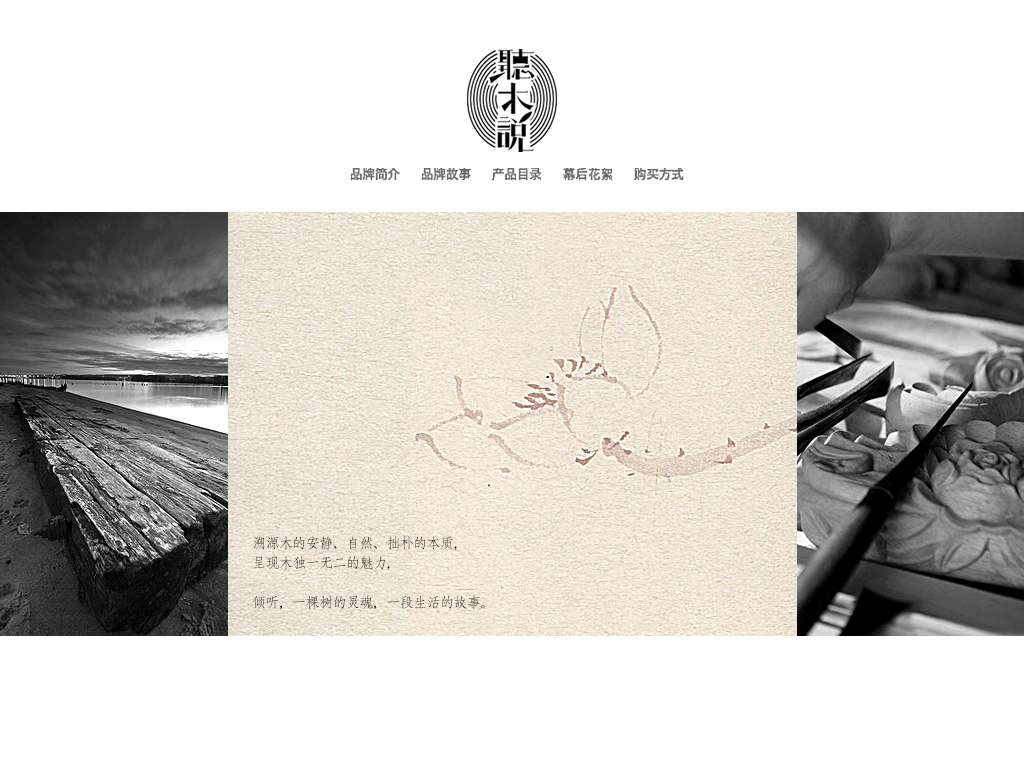 聽木説
品牌简介 品牌故事 产品目录 幕后花絮 购买方式
溯源木的安静、自然、拙朴的本质，
呈现木独一无二的魅力，
倾听，一棵树的灵魂，一段生活的故事。